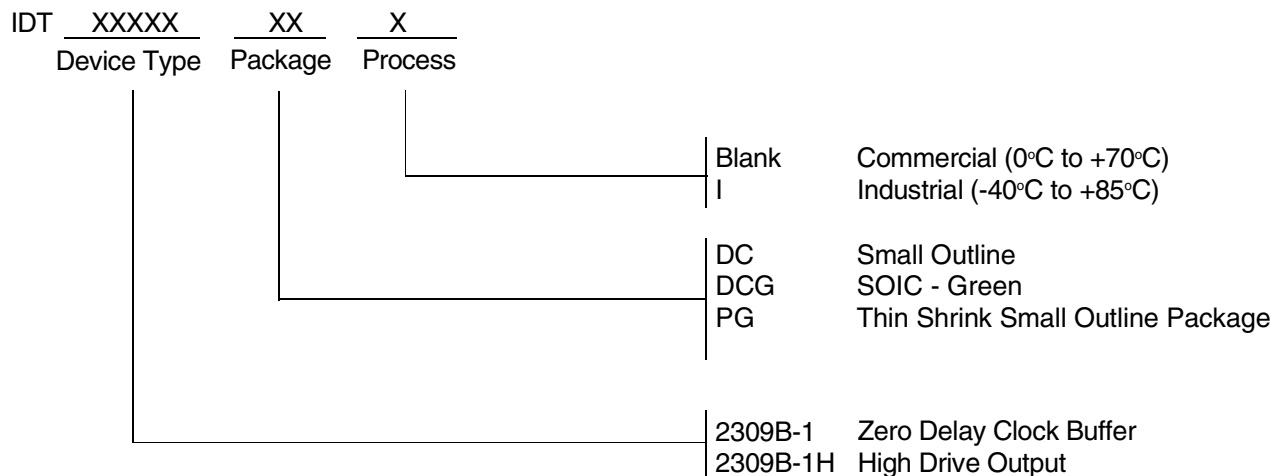 IDT XXXXX XX X
Device Type Package Process
Blank Commercial (0°C to +70°C)
I Industrial (-40°C to +85°C)
DC Small Outline
DCG SOIC - Green
PG Thin Shrink Small Outline Package
2309B-1 Zero Delay Clock Buffer
2309B-1H High Drive Output